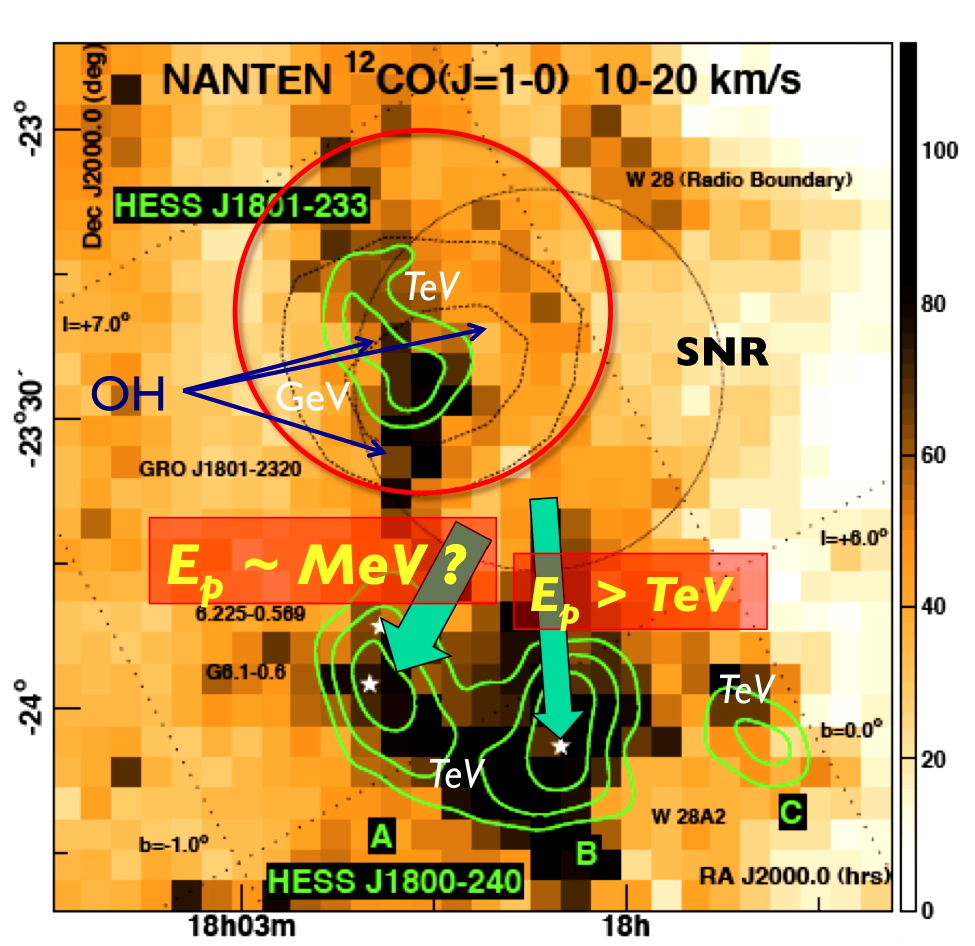 NANTEN ¹²CO(J=1-0) 10-20 km/s
Dec J2000.0 (deg)
-23°
100
W 28 (Radio Boundary)
HESS J1801-233
TeV
80
l=+7.0°
SNR
OH
GeV
-23°30´
GRO J1801-2320
60
l=+6.0°
Eₚ ~ MeV ?
Eₚ > TeV
6.225-0.569
40
G6.1-0.6
TeV
-24°
b=0.0°
TeV
20
W 28A2
C
A
b=-1.0°
B
HESS J1800-240
RA J2000.0 (hrs)
0
18h03m
18h